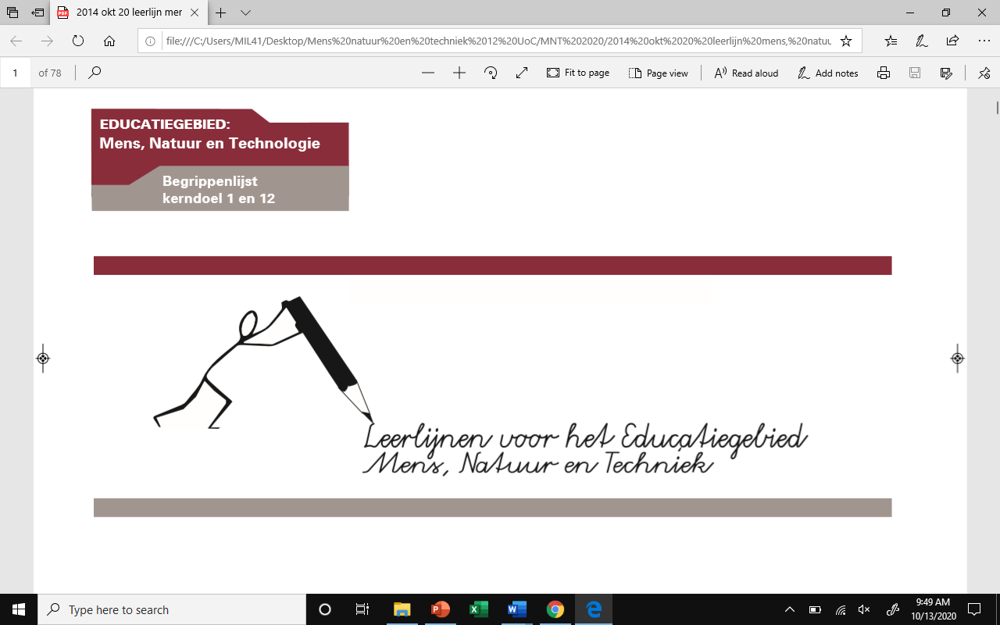 2014 okt 20 leerlijn mer
file:///C:/Users/MIL41/Desktop/Mens%20natuur%20en%20techniek%2012%20UoC/MNT%202020/2014%20okt%2020%20leerlijn%20mens,%20natuu
1 of 78
Fit to page
Page view
Read aloud
Add notes
EDUCATIEGEBIED:
Mens, Natuur en Technologie
Begrippenlijst
kerndoel 1 en 12
Leerlijnen voor het Educatiegebied
Mens, Natuur en Techniek
Type here to search
9:49 AM
10/13/2020